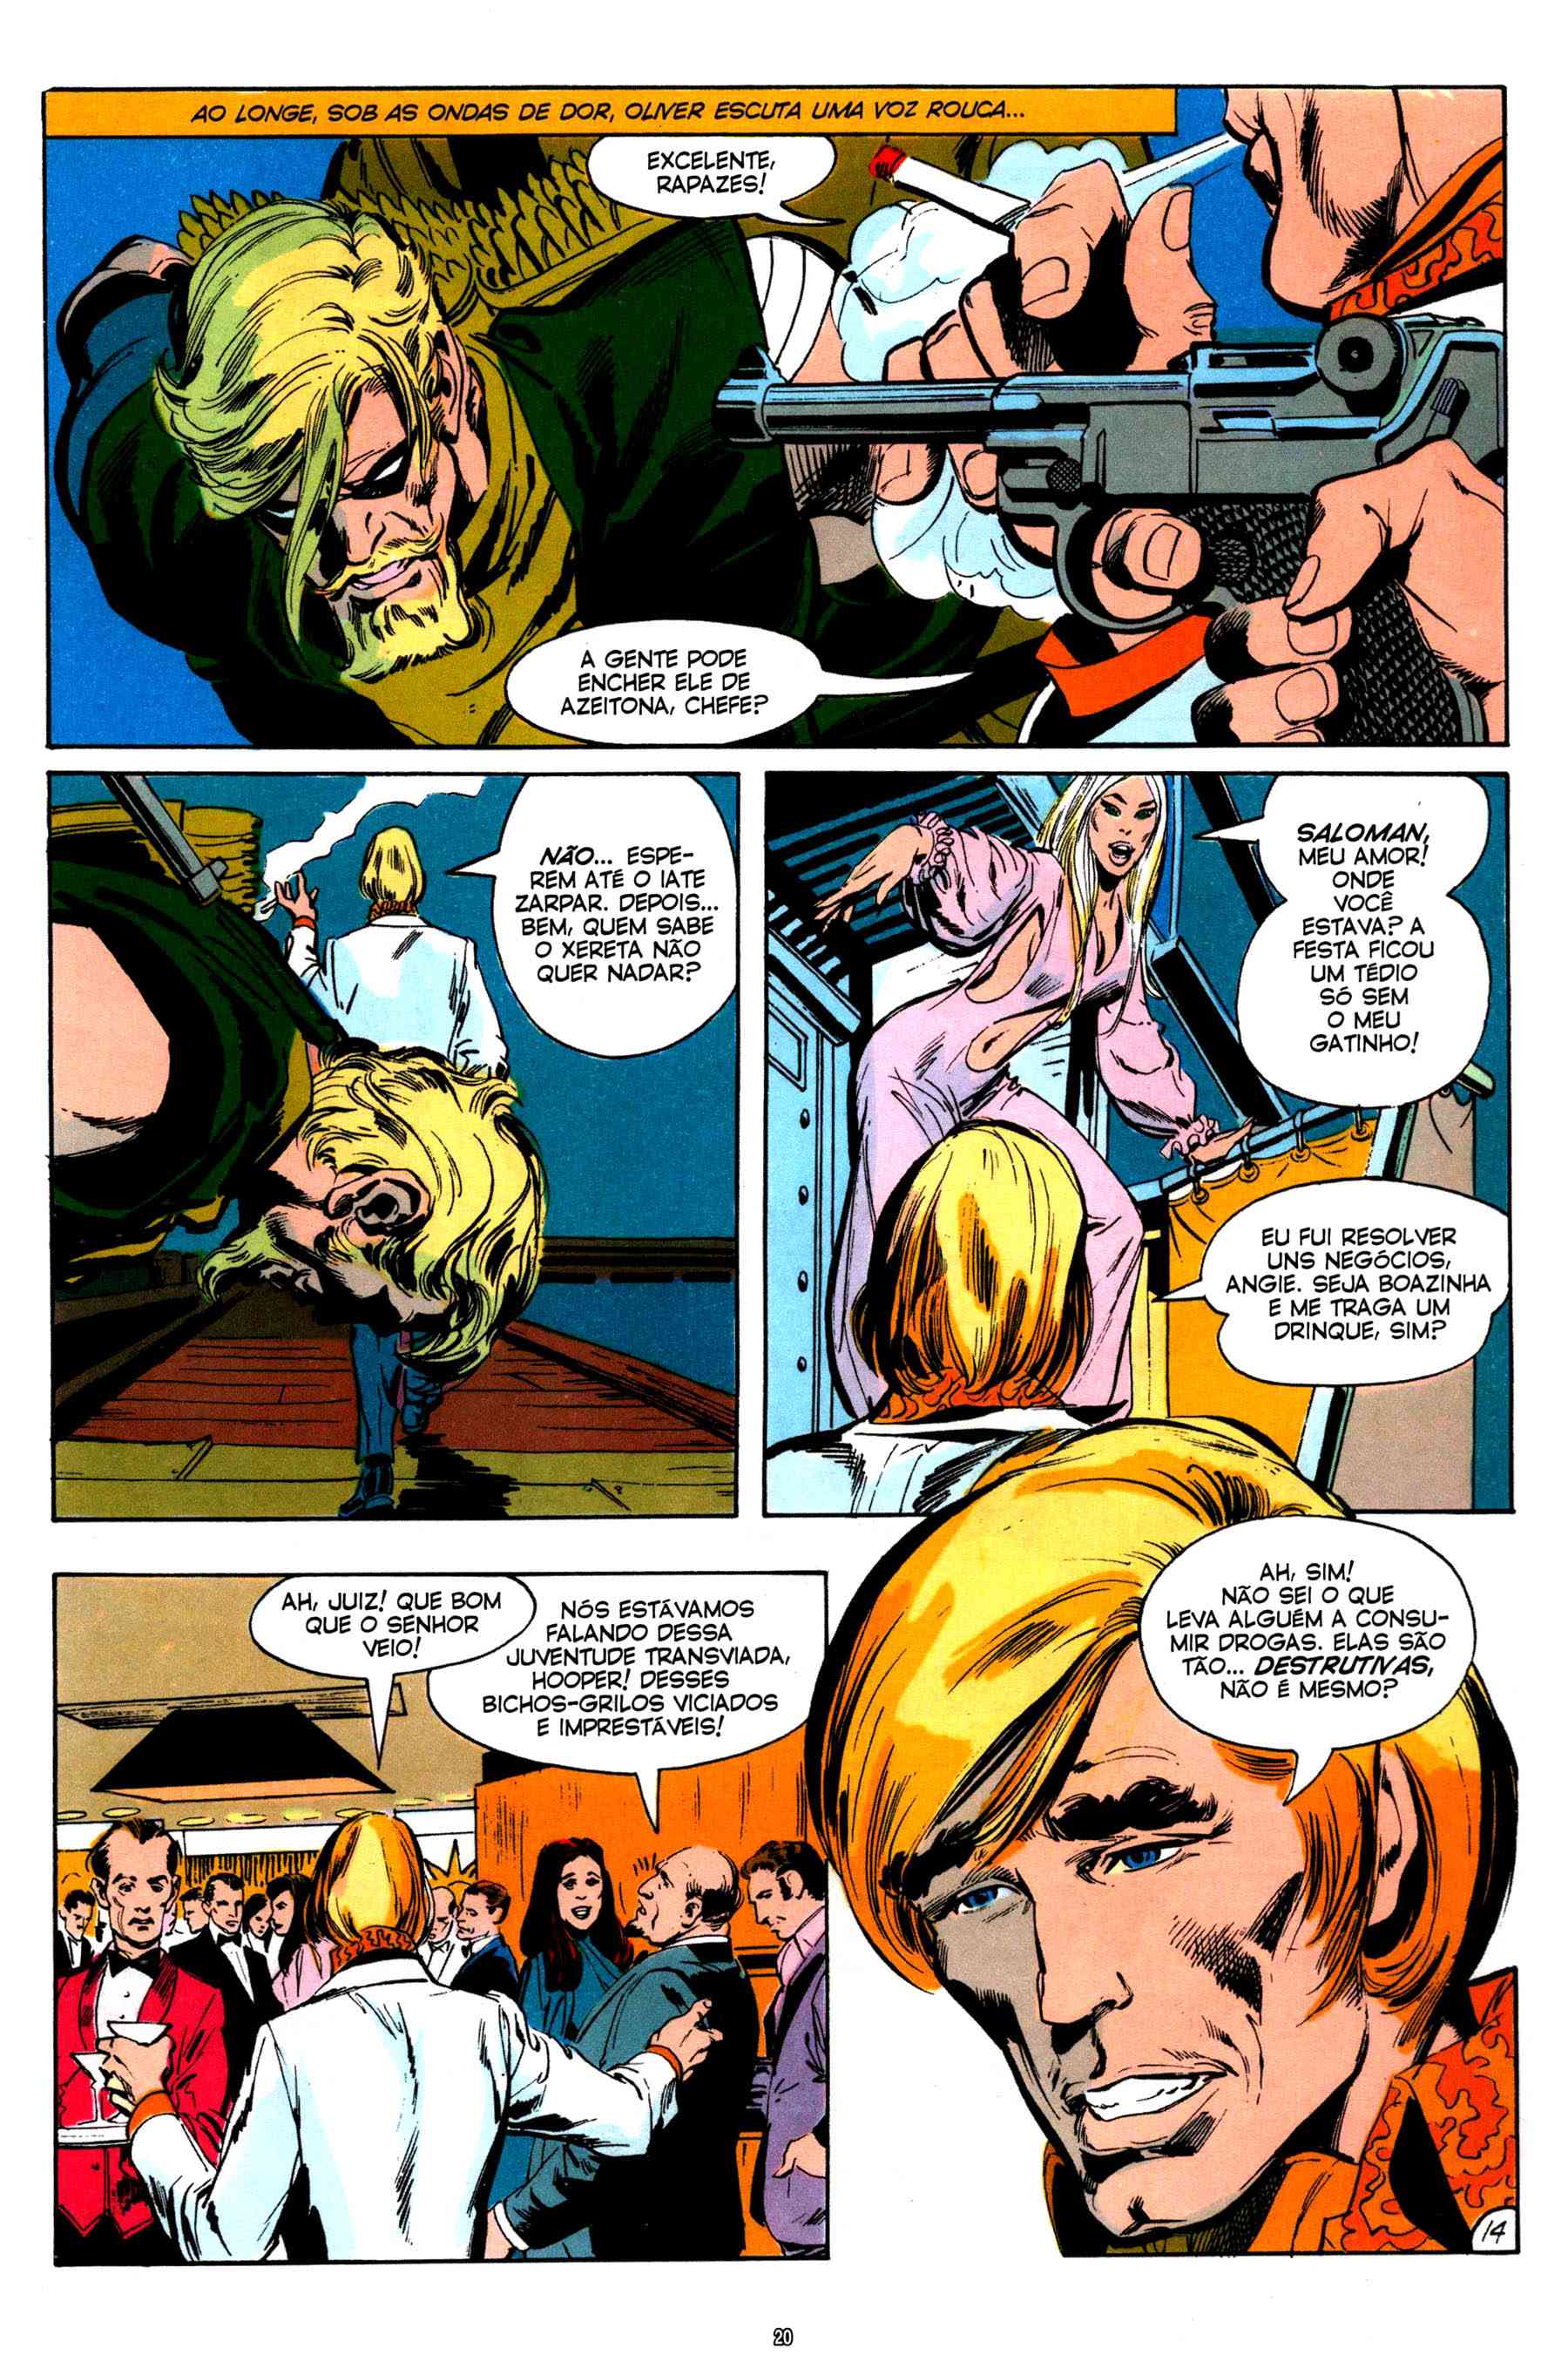 AO LONGE, SOB AS ONDAS DE DOR, OLIVER ESCUTA UMA VOZ ROUCA...
EXCELENTE,
RAPAZES!
A GENTE PODE
ENCHER ELE DE
AZEITONA, CHEFE?
NÃO... ESPE-
REM ATÉ O IATE
ZARPAR. DEPOIS...
BEM, QUEM SABE
O XERETA NÃO
QUER NADAR?
SALOMAN,
MEU AMOR!
ONDE
VOCÊ
ESTAVA? A
FESTA FICOU
UM TÉDIO
SÓ SEM
O MEU
GATINHO!
EU FUI RESOLVER
UNS NEGÓCIOS,
ANGIE. SEJA BOAZINHA
E ME TRAGA UM
DRINQUE, SIM?
AH, JUIZ! QUE BOM
QUE O SENHOR
VEIO!
NÓS ESTÁVAMOS
FALANDO DESSA
JUVENTUDE TRANSVIADA,
HOOPER! DESSES
BICHOS-GRILOS VICIADOS
E IMPRESTÁVEIS!
AH, SIM!
NÃO SEI O QUE
LEVA ALGUÉM A CONSU-
MIR DROGAS. ELAS SÃO
TÃO... DESTRUTIVAS,
NÃO É MESMO?
14
20